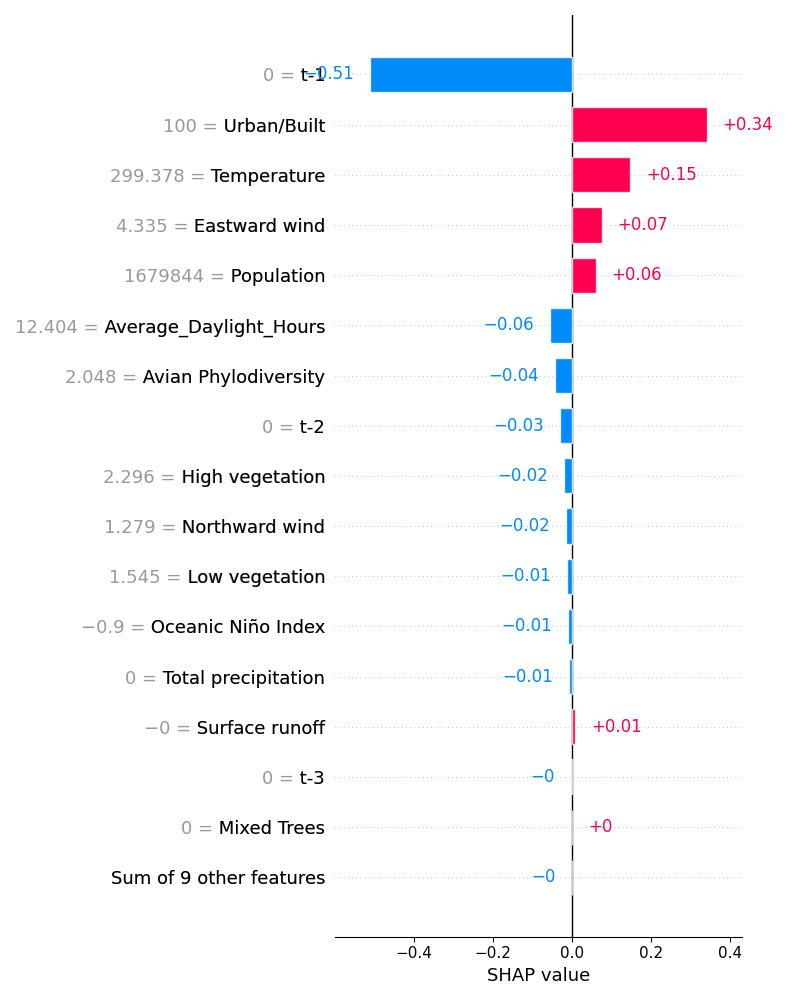 0 = t-1 −0.51
100 = Urban/Built +0.34
299.378 = Temperature +0.15
4.335 = Eastward wind +0.07
1679844 = Population +0.06
12.404 = Average_Daylight_Hours −0.06
2.048 = Avian Phylodiversity −0.04
0 = t-2 −0.03
2.296 = High vegetation −0.02
1.279 = Northward wind −0.02
1.545 = Low vegetation −0.01
−0.9 = Oceanic Niño Index −0.01
0 = Total precipitation −0.01
−0 = Surface runoff +0.01
0 = t-3 −0
0 = Mixed Trees +0
Sum of 9 other features −0
−0.4 −0.2 0.0 0.2 0.4
SHAP value